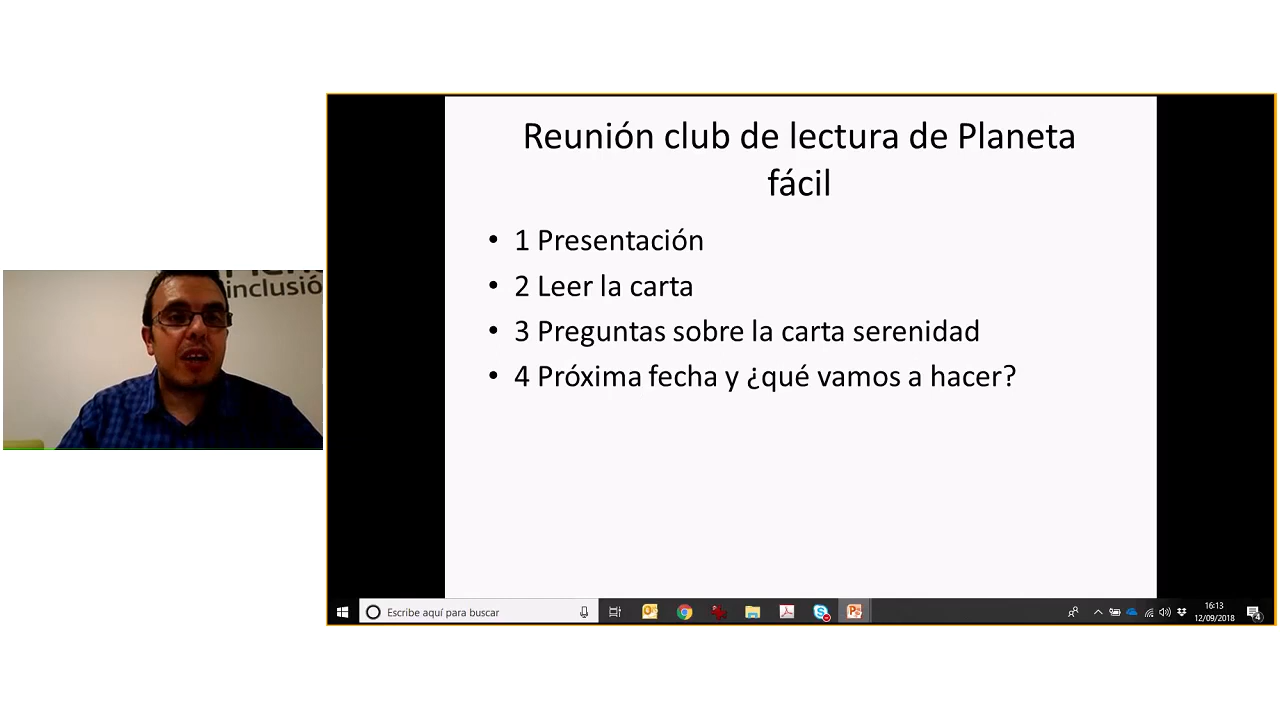 Reunión club de lectura de Planeta
fácil
• 1 Presentación
• 2 Leer la carta
• 3 Preguntas sobre la carta serenidad
• 4 Próxima fecha y ¿qué vamos a hacer?
inclusió
Escribe aquí para buscar
16:13
12/09/2018
4